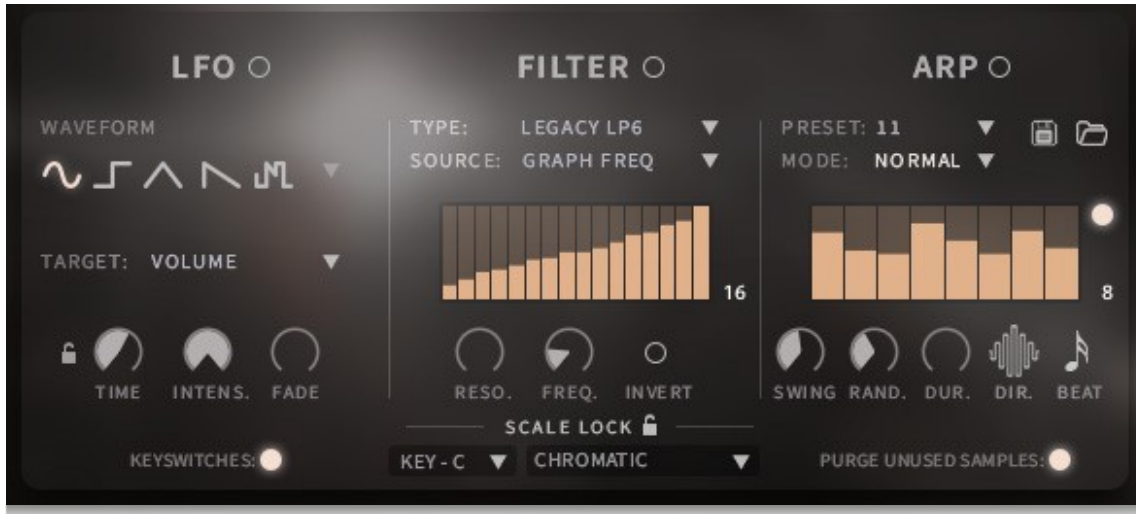 LFO
FILTER
ARP
WAVEFORM
TYPE: LEGACY LP6
SOURCE: GRAPH FREQ
PRESET: 11
MODE: NORMAL
TARGET: VOLUME
16
8
TIME INTENS. FADE
RESO. FREQ. INVERT
SWING RAND. DUR. DIR. BEAT
SCALE LOCK
KEYSWITCHES:
KEY - C CHROMATIC
PURGE UNUSED SAMPLES: